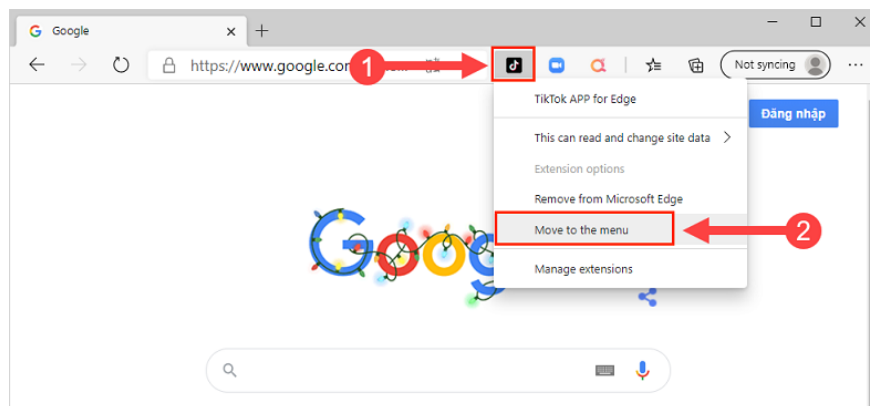 Google
https://www.google.com
1
Not syncing
TikTok APP for Edge
Đăng nhập
This can read and change site data
Extension options
Remove from Microsoft Edge
Move to the menu
2
Manage extensions
Google